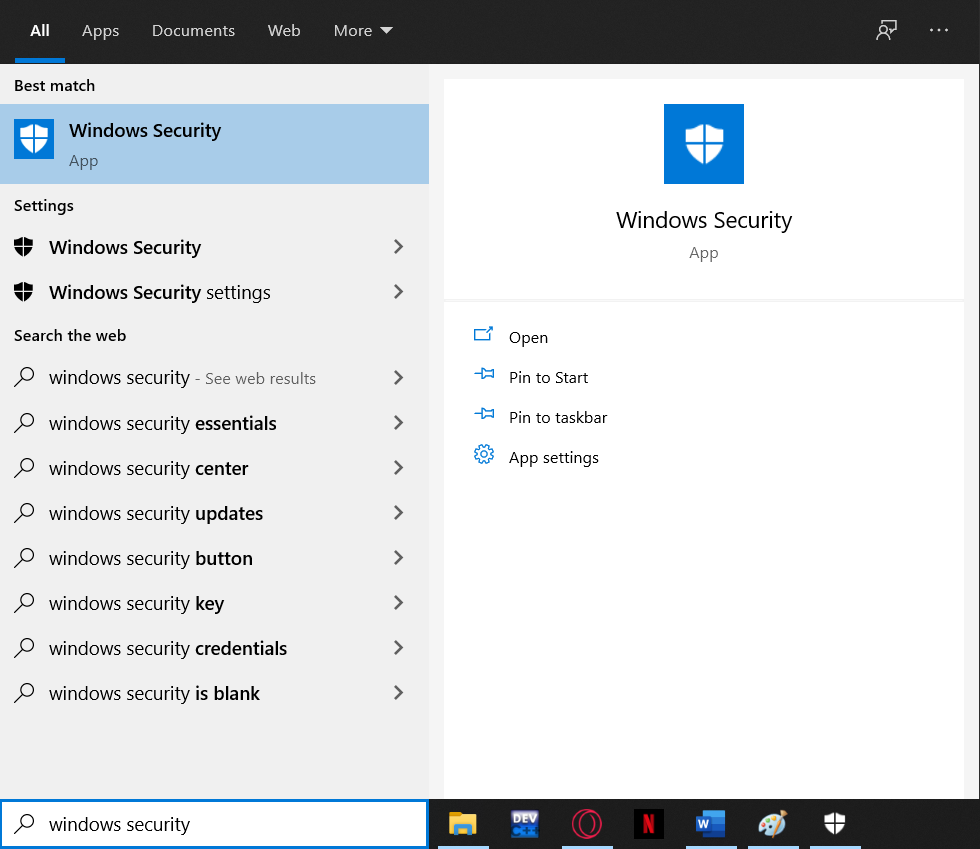 All Apps Documents Web More
Best match
Windows Security
App
Settings
Windows Security
Windows Security settings
Search the web
windows security - See web results
windows security essentials
windows security center
windows security updates
windows security button
windows security key
windows security credentials
windows security is blank
windows security
Windows Security
App
Open
Pin to Start
Pin to taskbar
App settings
DEV
N
W